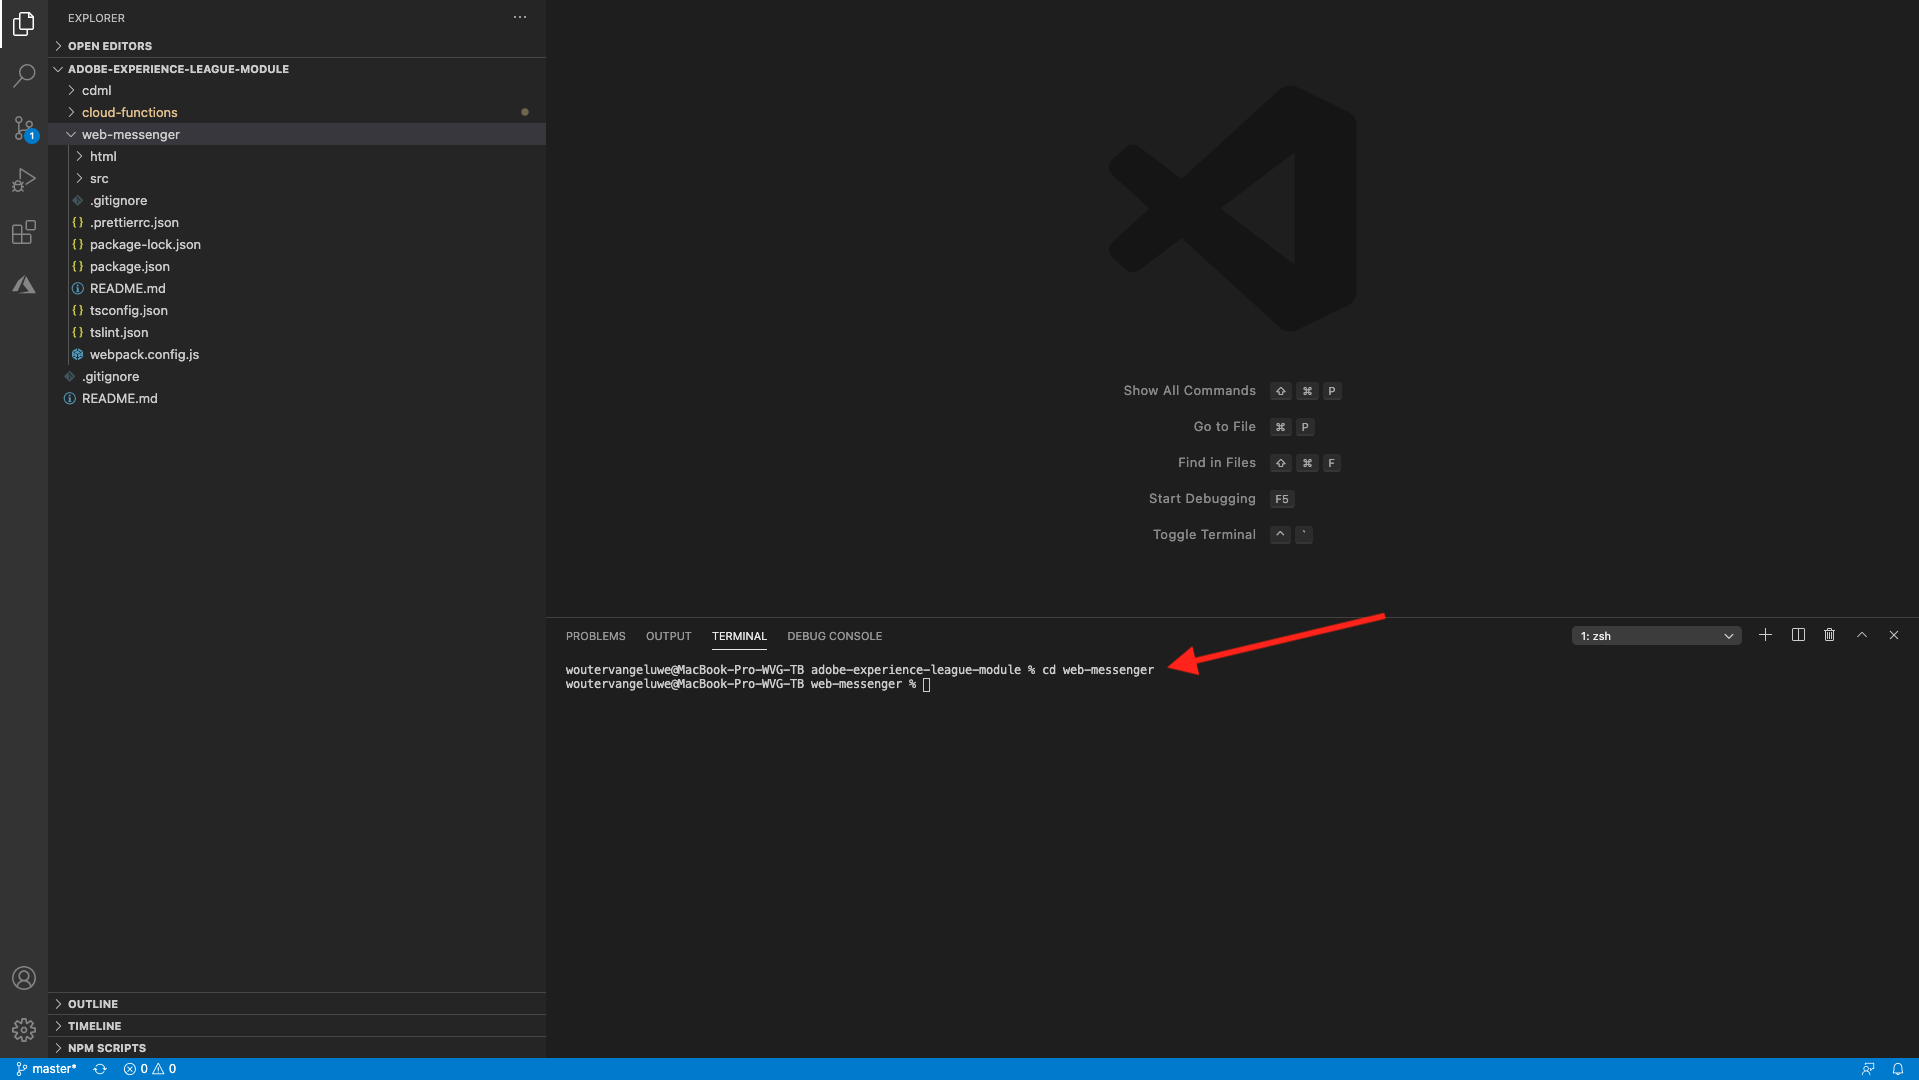 EXPLORER
OPEN EDITORS
ADOBE-EXPERIENCE-LEAGUE-MODULE
cdml
cloud-functions
web-messenger
html
src
.gitignore
.prettierrc.json
package-lock.json
package.json
README.md
tsconfig.json
tslint.json
webpack.config.js
.gitignore
README.md
OUTLINE
TIMELINE
NPM SCRIPTS
1
Show All Commands ⇧ ⌘ P
Go to File ⌘ P
Find in Files ⇧ ⌘ F
Start Debugging F5
Toggle Terminal ^ `
PROBLEMS OUTPUT TERMINAL DEBUG CONSOLE 1: zsh
woutervangeluwe@MacBook-Pro-WVG-TB adobe-experience-league-module % cd web-messenger
woutervangeluwe@MacBook-Pro-WVG-TB web-messenger %
master* 0 0